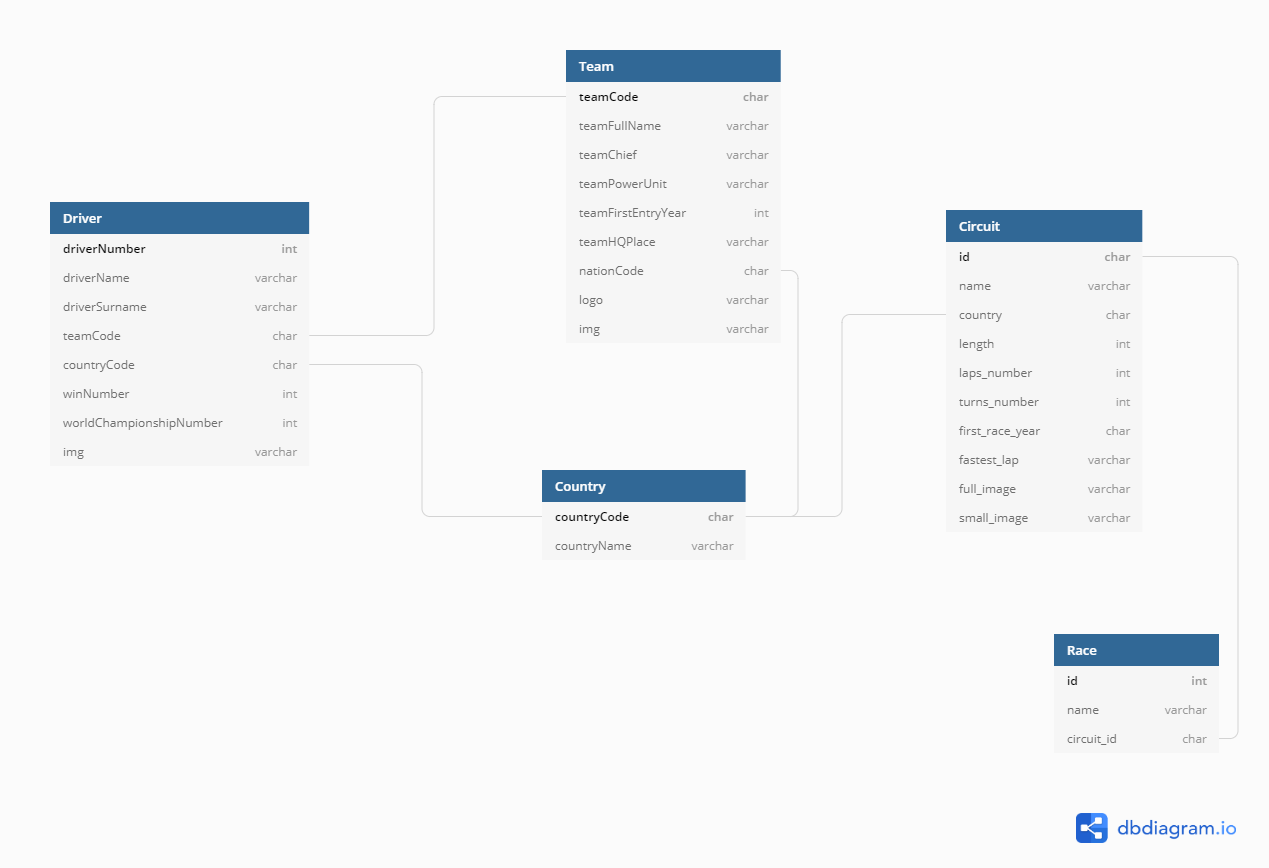 Team
teamCode char
teamFullName varchar
teamChief varchar
teamPowerUnit varchar
teamFirstEntryYear int
teamHQPlace varchar
nationCode char
logo varchar
img varchar
Driver
driverNumber int
driverName varchar
driverSurname varchar
teamCode char
countryCode char
winNumber int
worldChampionshipNumber int
img varchar
Circuit
id char
name varchar
country char
length int
laps_number int
turns_number int
first_race_year char
fastest_lap varchar
full_image varchar
small_image varchar
Country
countryCode char
countryName varchar
Race
id int
name varchar
circuit_id char
dbdiagram.io